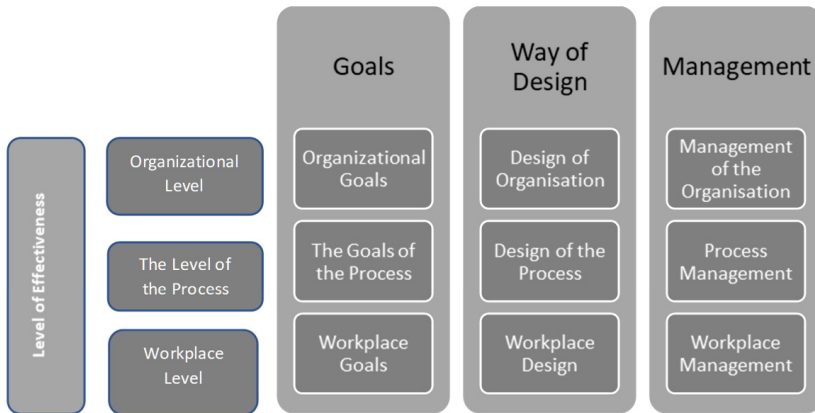 Goals
Way of
Design
Management
Level of Effectiveness
Organizational
Level
Organizational
Goals
Design of
Organisation
Management
of the
Organisation
The Level of
the Process
The Goals of
the Process
Design of the
Process
Process
Management
Workplace
Level
Workplace
Goals
Workplace
Design
Workplace
Management